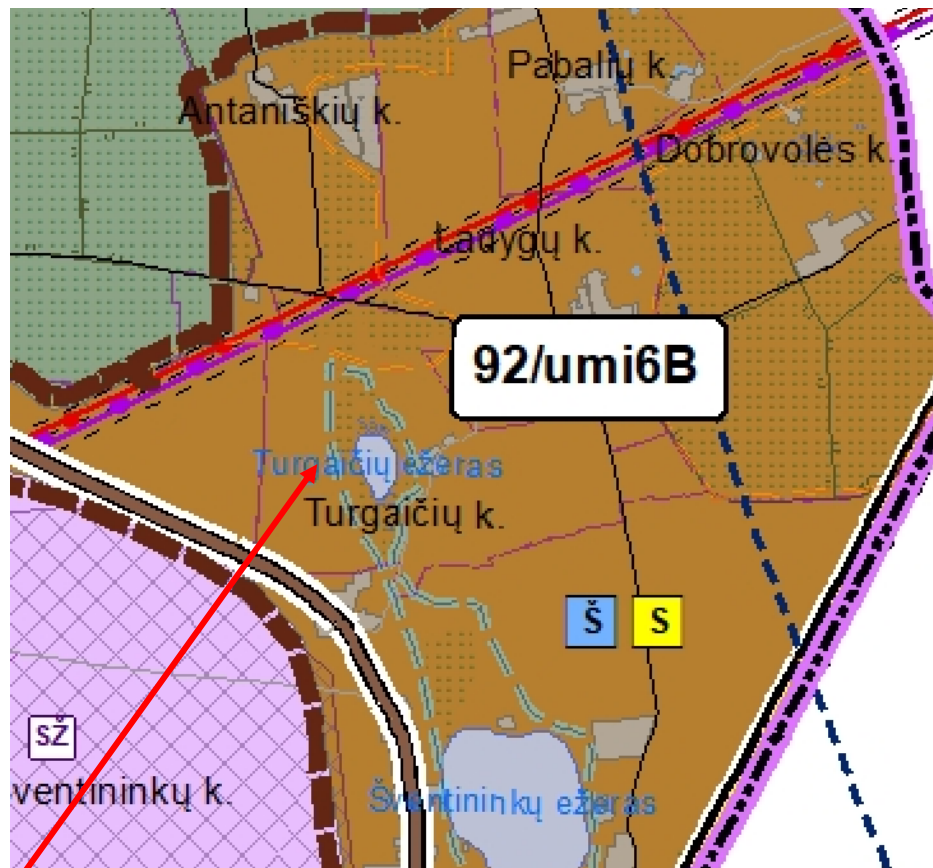 Pabalių k.
Antaniškių k.
Dobrovolės k.
Ladygų k.
92/umi6B
Turgaičių ežeras
Turgaičių k.
Š S
SŽ
ventininkų k.
Šventininkų ežeras